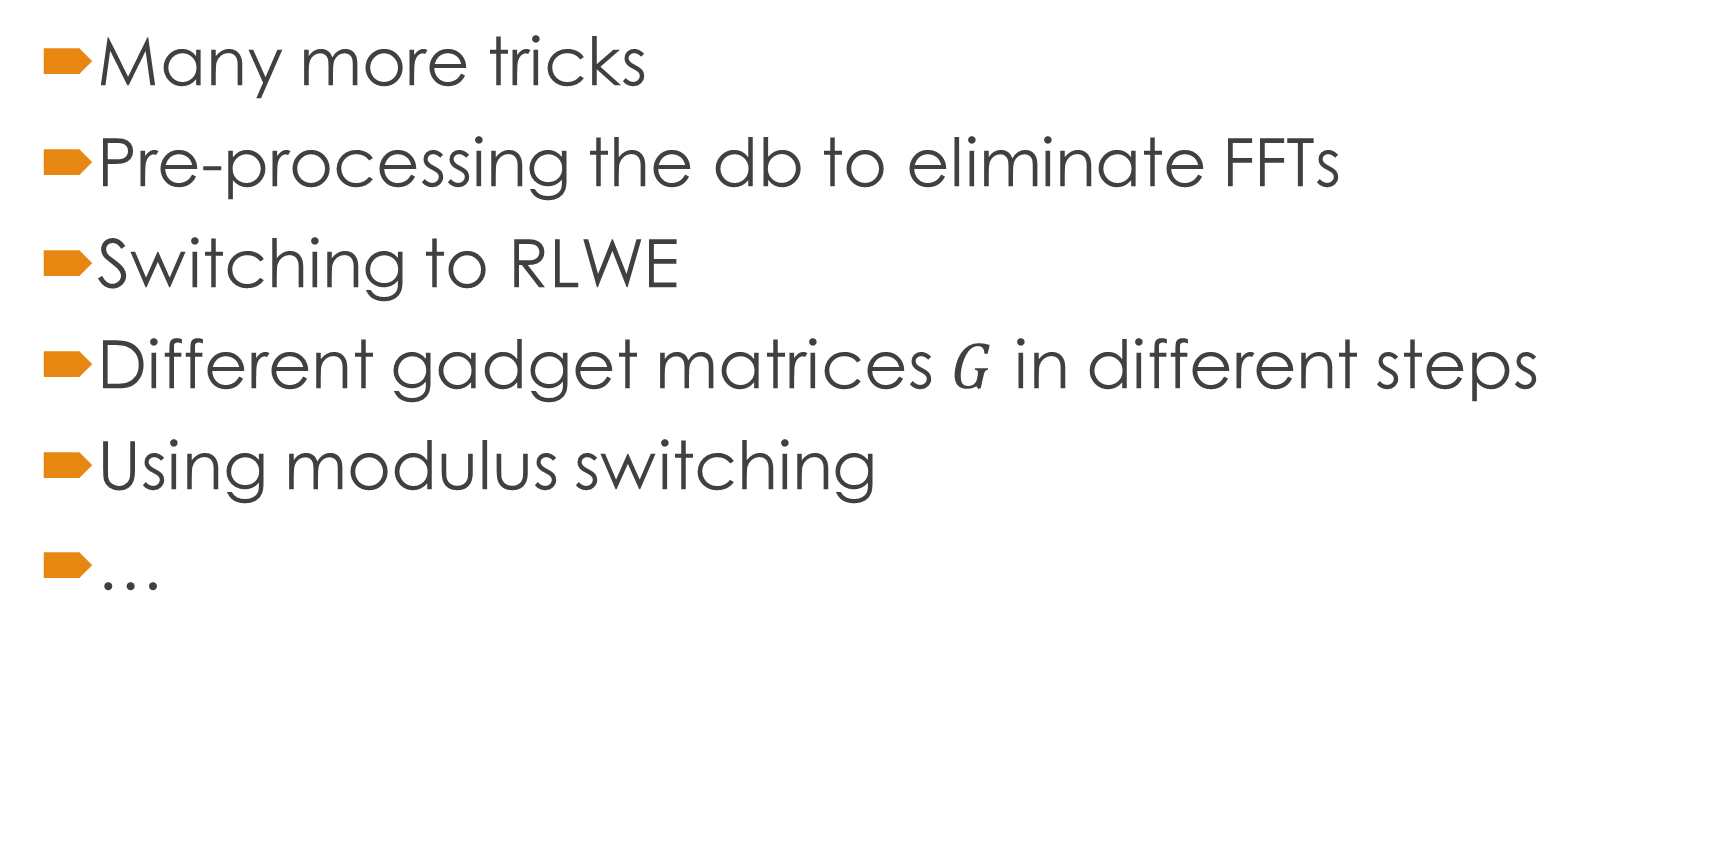 Many more tricks
Pre-processing the db to eliminate FFTs
Switching to RLWE
Different gadget matrices G in different steps
Using modulus switching
…